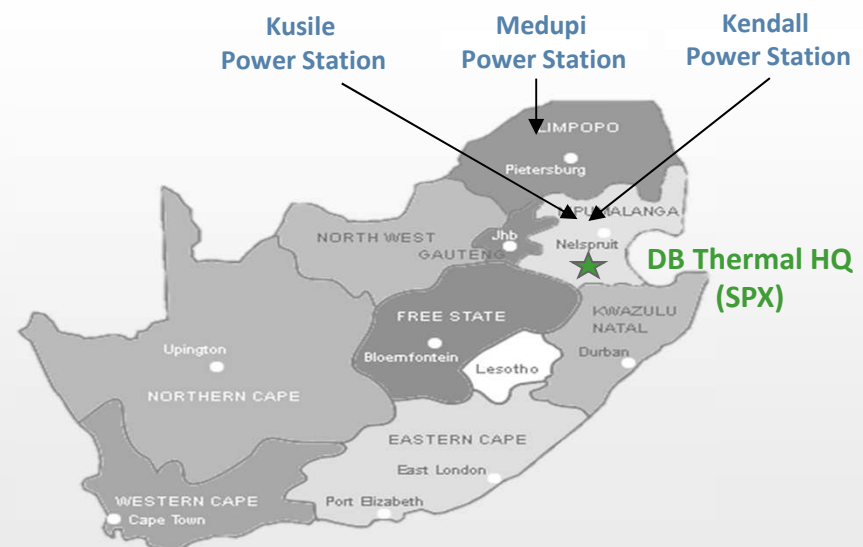 Kusile
Power Station
Medupi
Power Station
Kendall
Power Station
LIMPOPO
Pietersburg
MPUMALANGA
NORTH WEST
Jhb
GAUTENG
Nelspruit
DB Thermal HQ
(SPX)
FREE STATE
KWAZULU
NATAL
Upington
Bloemfontein
Lesotho
Durban
NORTHERN CAPE
EASTERN CAPE
East London
WESTERN CAPE
Port Elizabeth
Cape Town